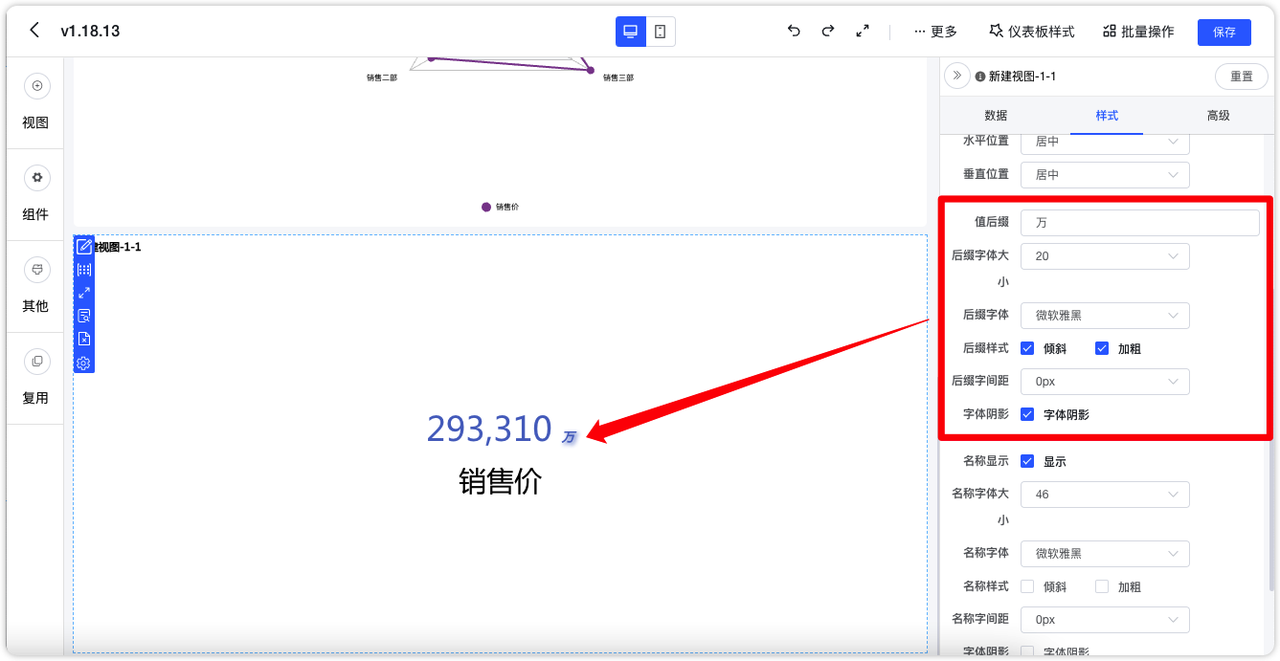 v1.18.13
··· 更多
仪表板样式
批量操作
保存
视图
组件
其他
复用
销售二部
销售三部
销售价
建视图-1-1
293,310 万
销售价
新建视图-1-1
重置
数据
样式
高级
水平位置 居中
垂直位置 居中
值后缀 万
后缀字体大
小
20
后缀字体 微软雅黑
后缀样式 倾斜 加粗
后缀字间距 0px
字体阴影 字体阴影
名称显示 显示
名称字体大
小
46
名称字体 微软雅黑
名称样式 倾斜 加粗
名称字间距 0px
字体阴影 字体阴影